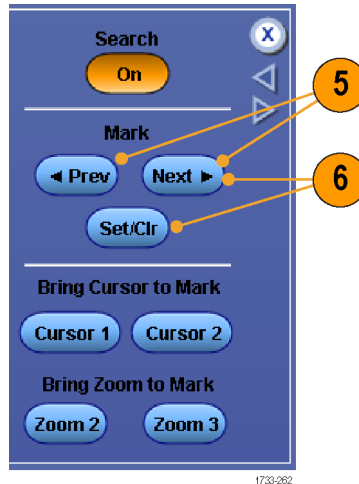 Search
X
On
5
Mark
◄ Prev
Next ►
6
Set/Clr
Bring Cursor to Mark
Cursor 1
Cursor 2
Bring Zoom to Mark
Zoom 2
Zoom 3
1733-262